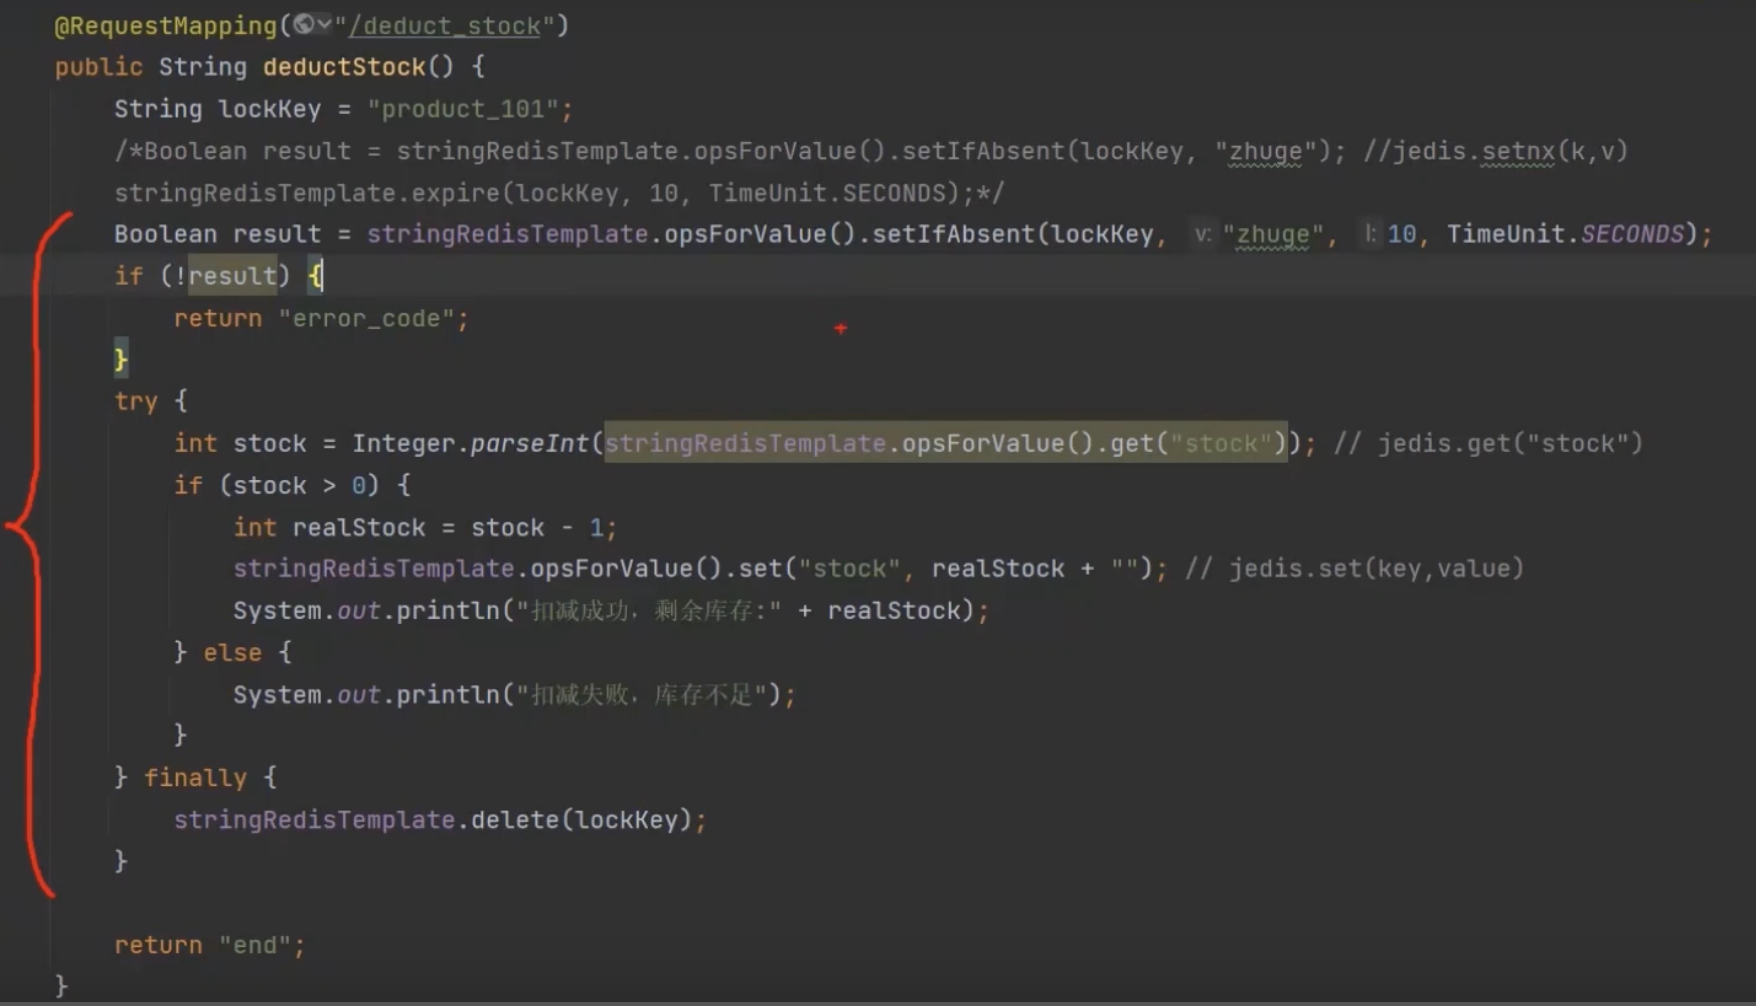 @RequestMapping("/deduct_stock")
public String deductStock() {
String lockKey = "product_101";
/*Boolean result = stringRedisTemplate.opsForValue().setIfAbsent(lockKey, "zhuge"); //jedis.setnx(k,v)
stringRedisTemplate.expire(lockKey, 10, TimeUnit.SECONDS);*/
Boolean result = stringRedisTemplate.opsForValue().setIfAbsent(lockKey, v: "zhuge", l: 10, TimeUnit.SECONDS);
if (!result) {
return "error_code";
}
try {
int stock = Integer.parseInt(stringRedisTemplate.opsForValue().get("stock")); // jedis.get("stock")
if (stock > 0) {
int realStock = stock - 1;
stringRedisTemplate.opsForValue().set("stock", realStock + ""); // jedis.set(key,value)
System.out.println("扣减成功，剩余库存:" + realStock);
} else {
System.out.println("扣减失败，库存不足");
}
} finally {
stringRedisTemplate.delete(lockKey);
}
return "end";
}